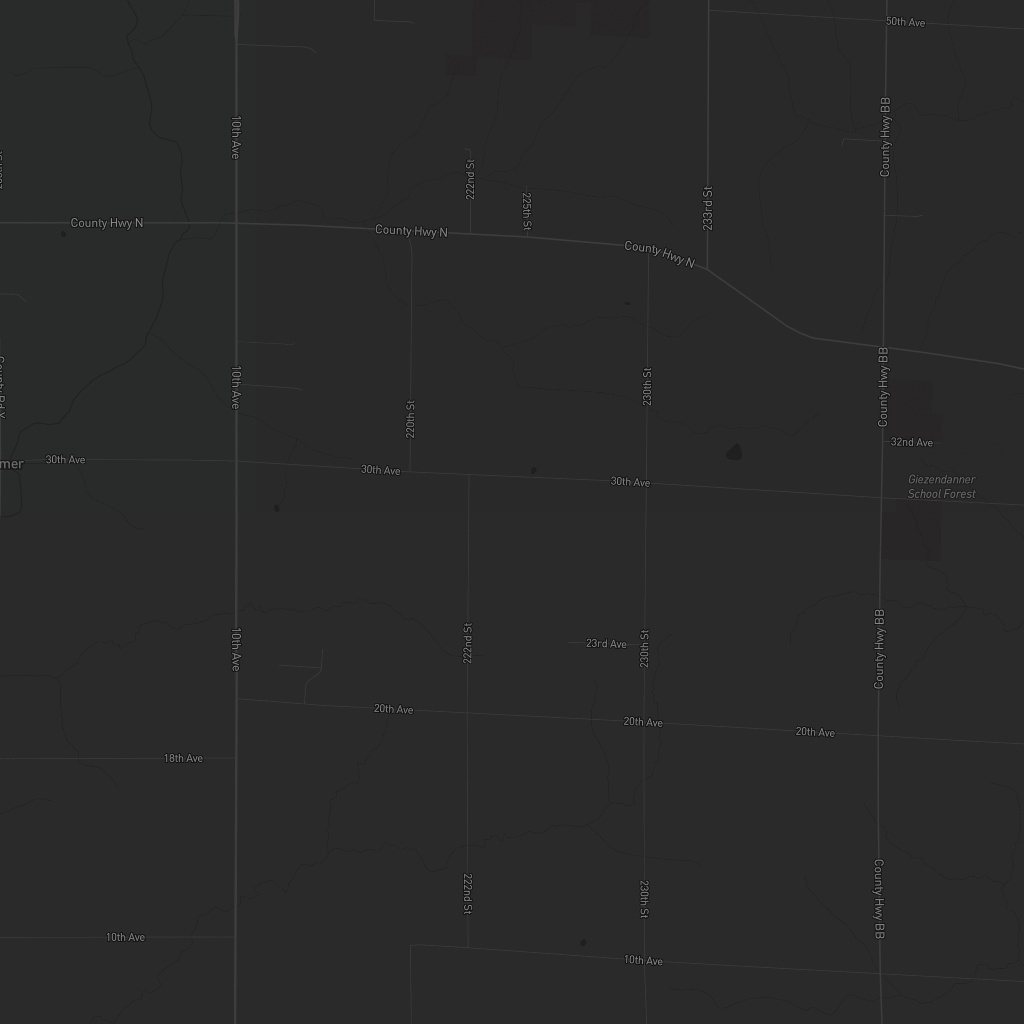 50th Ave
10th Ave
County Hwy BB
222nd St
225th St
233rd St
County Hwy N
County Hwy N
County Hwy N
10th Ave
220th St
230th St
County Hwy BB
32nd Ave
30th Ave
30th Ave
30th Ave
Giezendanner
School Forest
10th Ave
222nd St
23rd Ave
230th St
County Hwy BB
20th Ave
20th Ave
20th Ave
18th Ave
222nd St
230th St
County Hwy BB
10th Ave
10th Ave